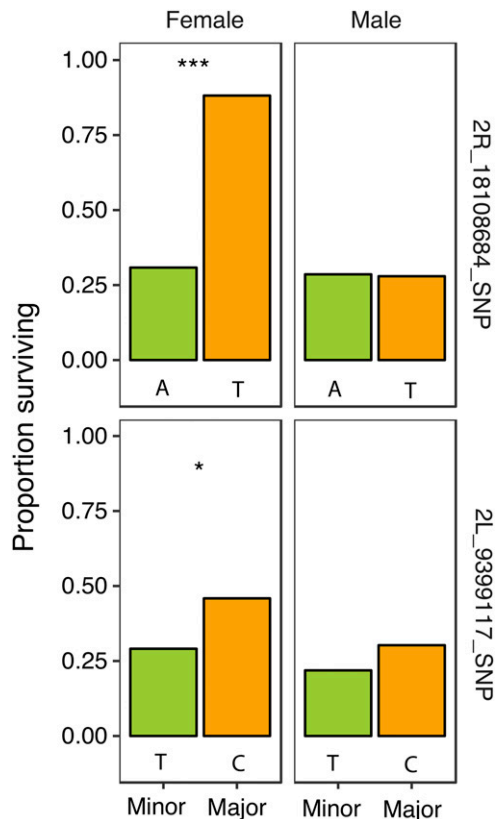 Female Male
1.00
***
0.75
0.50
0.25
0.00
A T A T
2R_18108684_SNP
Proportion surviving
1.00
*
0.75
0.50
0.25
0.00
T C T C
2L_9399117_SNP
Minor Major Minor Major